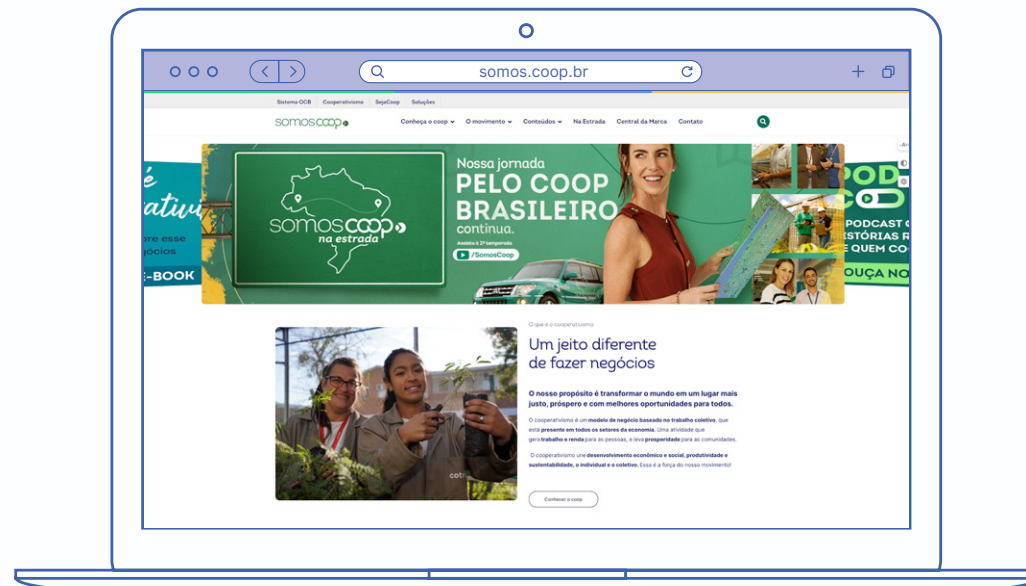 somos.coop.br
Sistema OCB Cooperativismo SejaCoop Soluções
somoscoop Conheça o coop O movimento Conteúdos Na Estrada Central da Marca Contato
é
E-BOOK
somoscoop
na estrada
Nossa jornada
PELO COOP
BRASILEIRO
continua.
Assista à 2ª temporada
/SomosCoop
PODCAST
E QUEM
OUÇA
O que é o cooperativismo
Um jeito diferente
de fazer negócios
O nosso propósito é transformar o mundo em um lugar mais
justo, próspero e com melhores oportunidades para todos.
O cooperativismo é um modelo de negócio baseado no trabalho coletivo, que
está presente em todos os setores da economia. Uma atividade que
gera trabalho e renda para as pessoas, e leva prosperidade para as comunidades.
O cooperativismo une desenvolvimento econômico e social, produtividade e
sustentabilidade, o individual e o coletivo. Essa é a força do nosso movimento!
Conhecer o coop